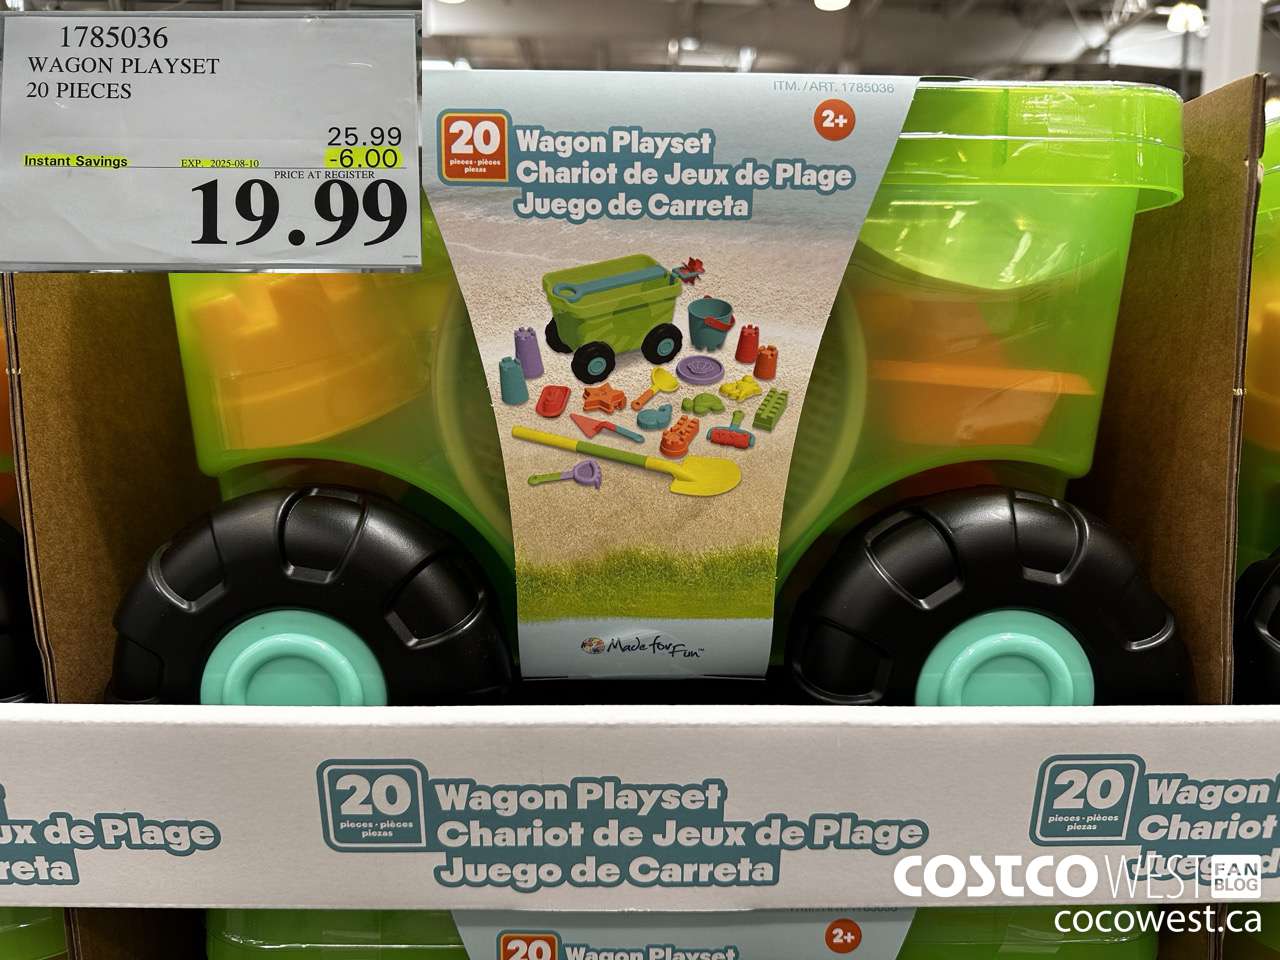 1785036
WAGON PLAYSET
20 PIECES
25.99
Instant Savings EXP. 2025-08-10 -6.00
PRICE AT REGISTER
19.99
ITM. / ART. 1785036
2+
20
pieces · pièces
piezas
Wagon Playset
Chariot de Jeux de Plage
Juego de Carreta
Made for Fun™
ux de Plage
reta
20
pieces · pièces
piezas
Wagon Playset
Chariot de Jeux de Plage
Juego de Carreta
20
pieces · pièces
piezas
Wagon
Chariot
Juego d
COSTCO WEST FAN BLOG
cocowest.ca
20
Wagon Playset
2+